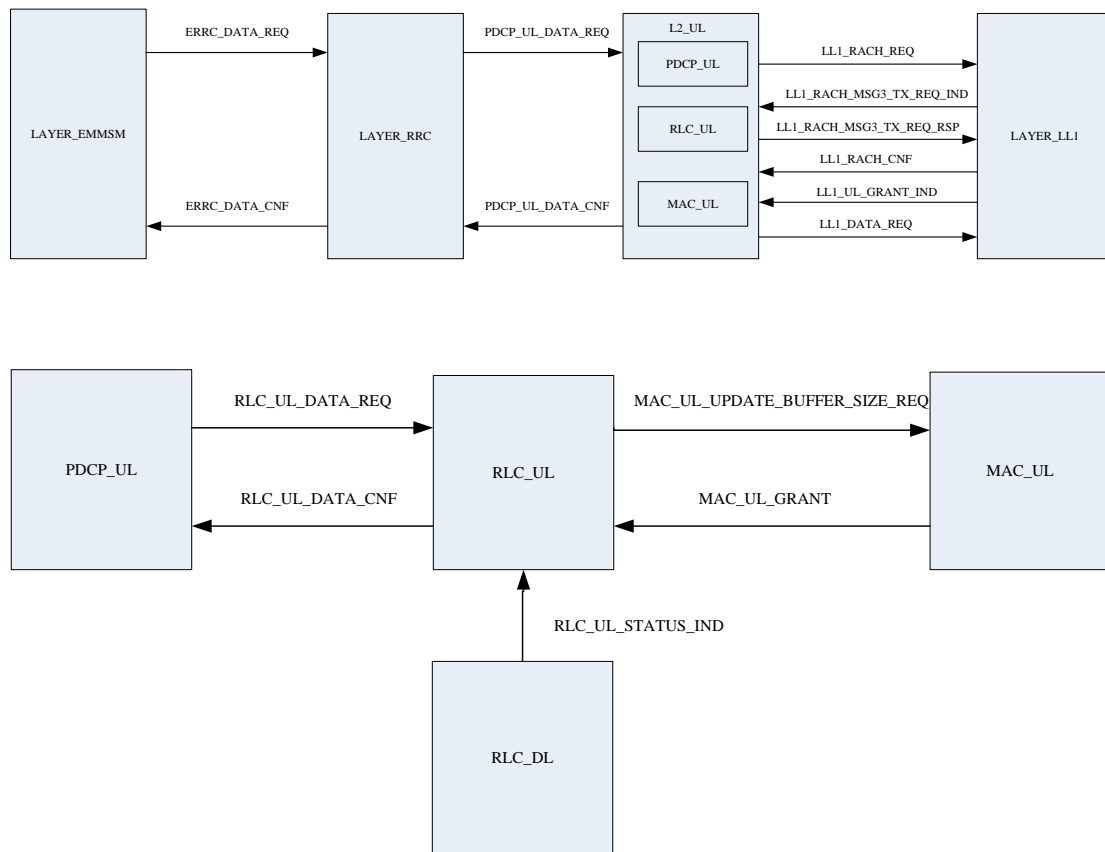 ERRC_DATA_REQ
PDCP_UL_DATA_REQ
L2_UL
PDCP_UL
LL1_RACH_REQ
LL1_RACH_MSG3_TX_REQ_IND
LAYER_EMMSM
LAYER_RRC
RLC_UL
LL1_RACH_MSG3_TX_REQ_RSP
LAYER_LL1
LL1_RACH_CNF
LL1_UL_GRANT_IND
ERRC_DATA_CNF
PDCP_UL_DATA_CNF
MAC_UL
LL1_DATA_REQ
RLC_UL_DATA_REQ
MAC_UL_UPDATE_BUFFER_SIZE_REQ
PDCP_UL
RLC_UL
MAC_UL
RLC_UL_DATA_CNF
MAC_UL_GRANT
RLC_UL_STATUS_IND
RLC_DL